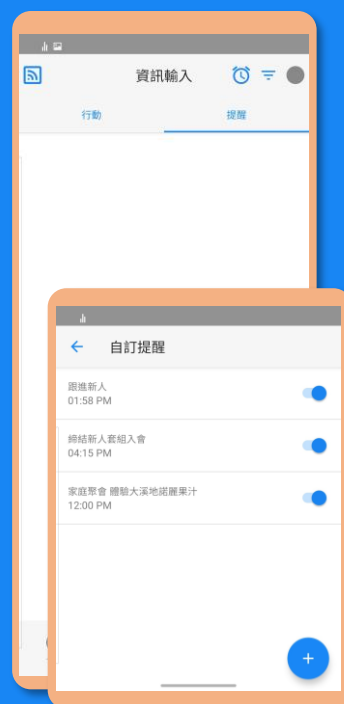 資訊輸入
行動
提醒
自訂提醒
跟進新人
01:58 PM
締結新人套組入會
04:15 PM
家庭聚會 體驗大溪地諾麗果汁
12:00 PM